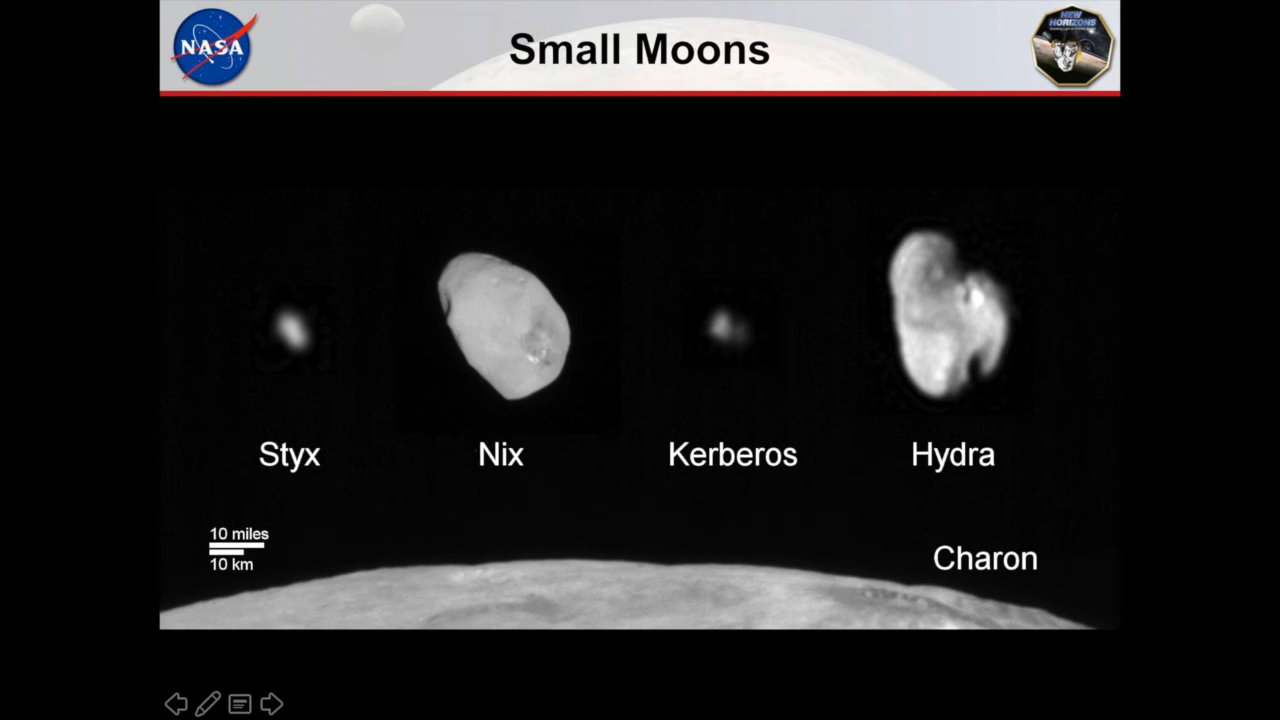 NASA
Small Moons
NEW
HORIZONS
Styx
Nix
Kerberos
Hydra
10 miles
10 km
Charon